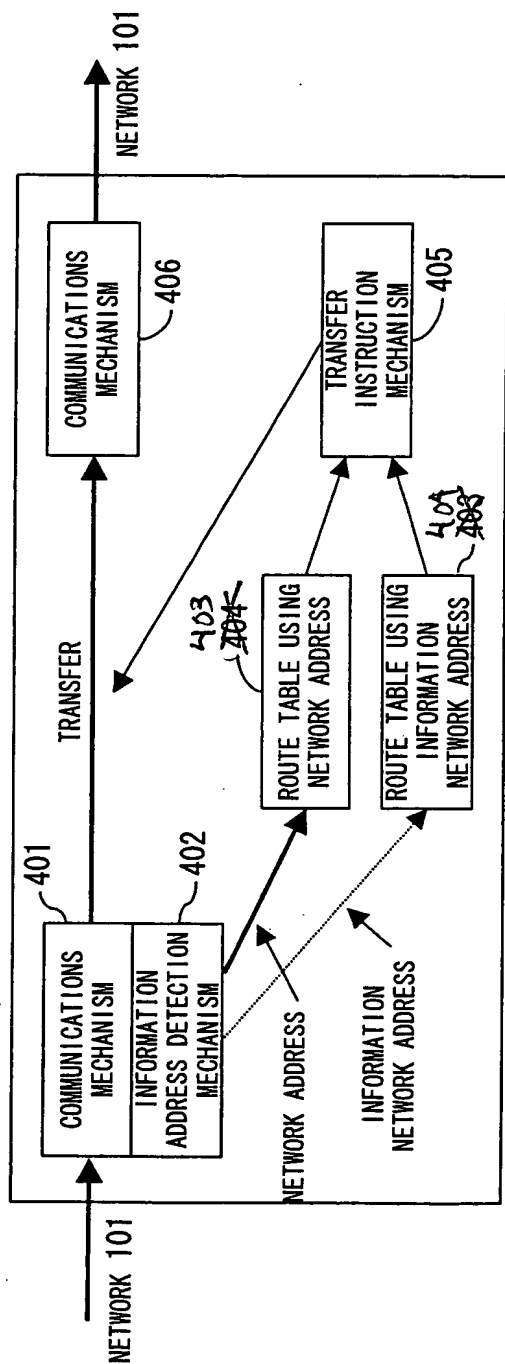 NETWORK 101
401
COMMUNICATIONS
MECHANISM
INFORMATION
ADDRESS DETECTION
MECHANISM
402
TRANSFER
COMMUNICATIONS
MECHANISM
406
NETWORK 101
NETWORK ADDRESS
INFORMATION
NETWORK ADDRESS
403
404
ROUTE TABLE USING
NETWORK ADDRESS
404
403
ROUTE TABLE USING
INFORMATION
NETWORK ADDRESS
TRANSFER
INSTRUCTION
MECHANISM
405